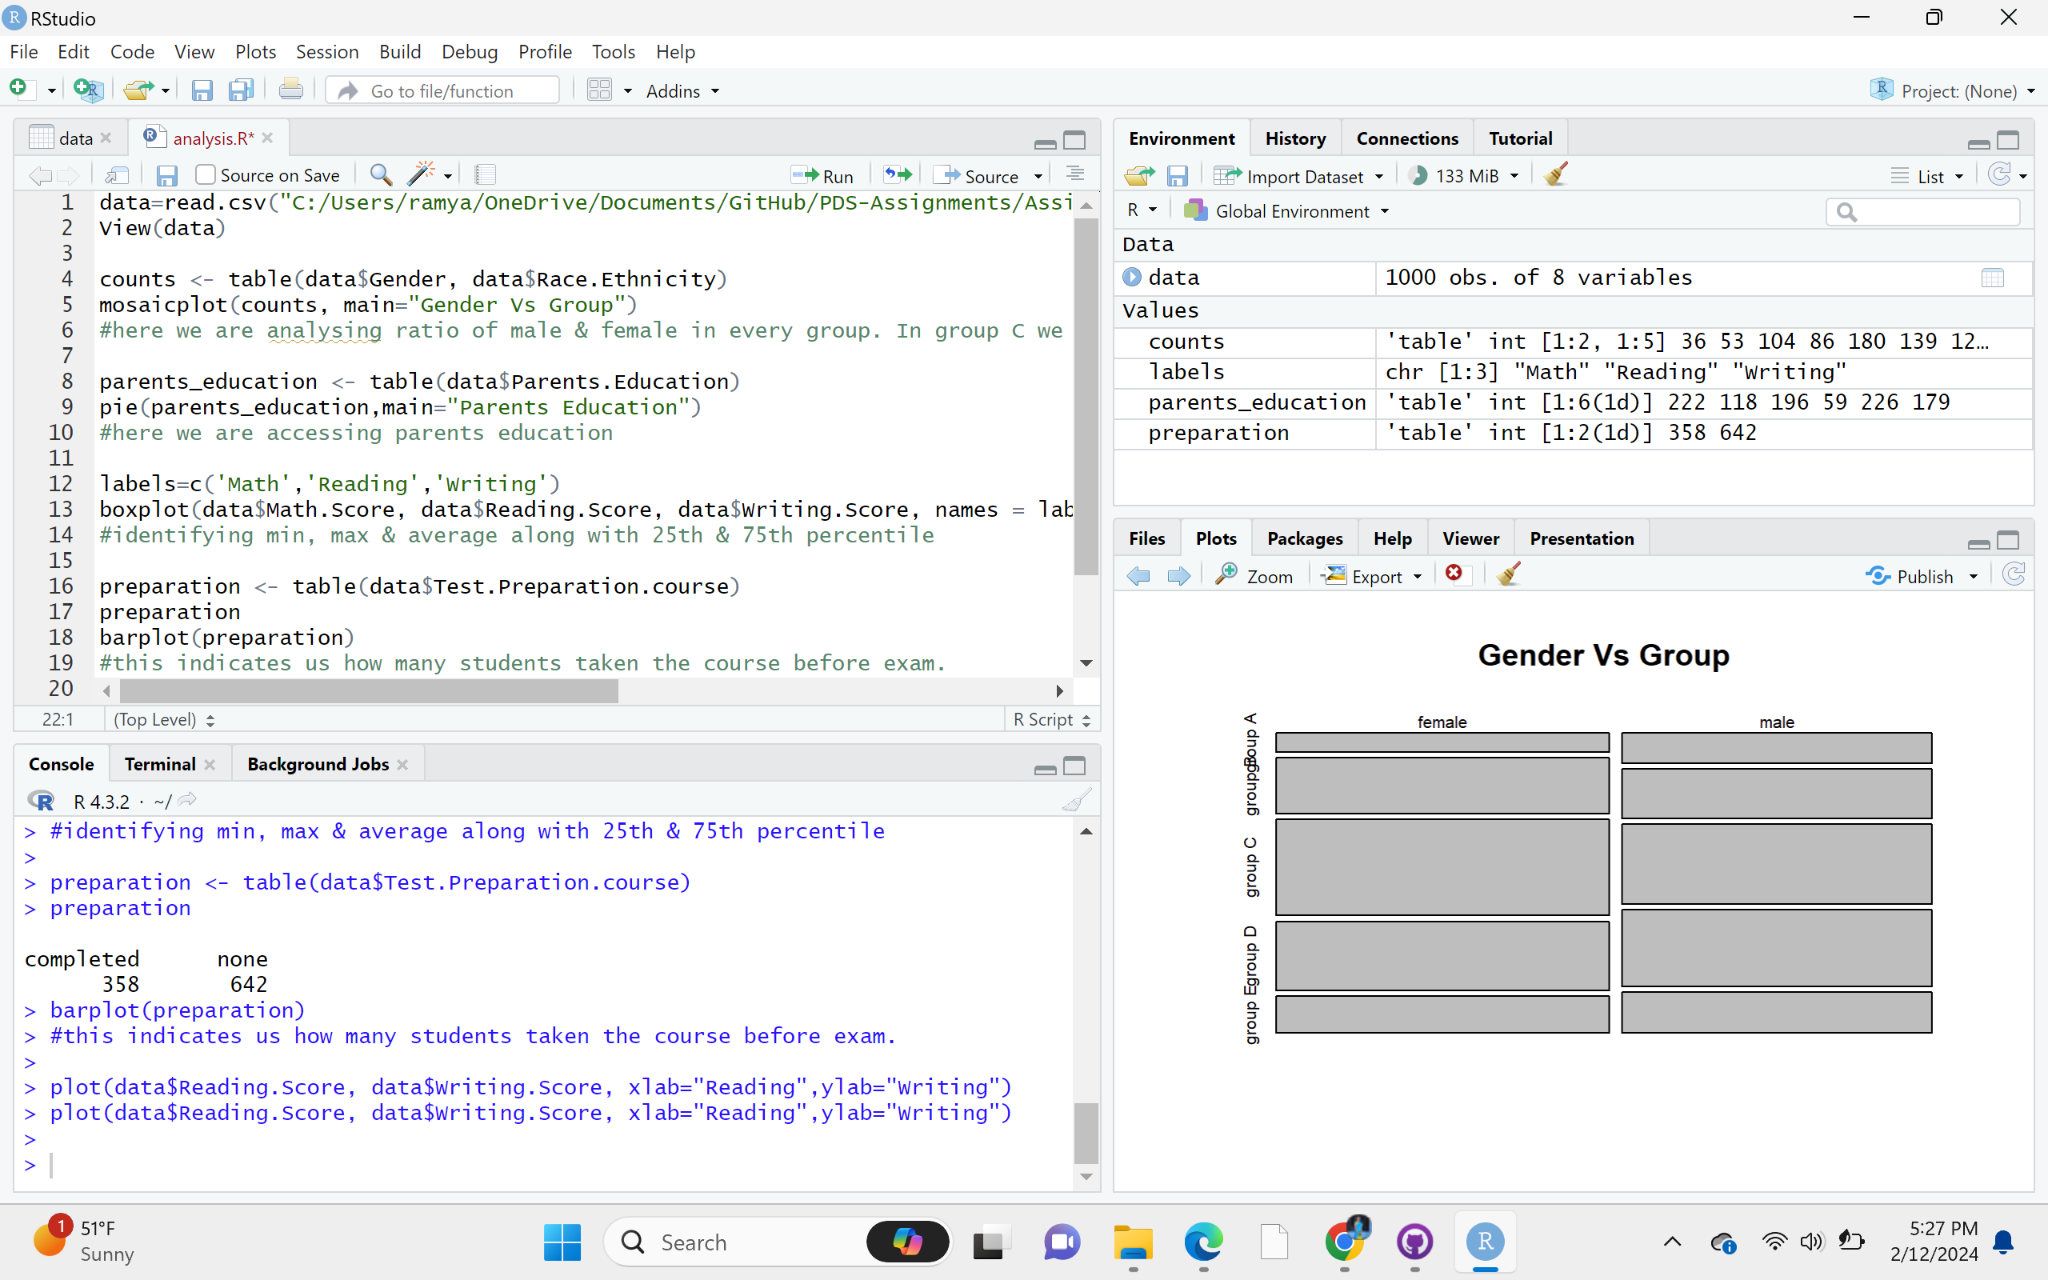 RStudio
File Edit Code View Plots Session Build Debug Profile Tools Help
Go to file/function Addins Project: (None)
data analysis.R*
Source on Save Run Source
1 data=read.csv("C:/Users/ramya/OneDrive/Documents/GitHub/PDS-Assignments/Assi
2 View(data)
3
4 counts <- table(data$Gender, data$Race.Ethnicity)
5 mosaicplot(counts, main="Gender Vs Group")
6 #here we are analysing ratio of male & female in every group. In group C we
7
8 parents_education <- table(data$Parents.Education)
9 pie(parents_education,main="Parents Education")
10 #here we are accessing parents education
11
12 labels=c('Math','Reading','Writing')
13 boxplot(data$Math.Score, data$Reading.Score, data$Writing.Score, names = lab
14 #identifying min, max & average along with 25th & 75th percentile
15
16 preparation <- table(data$Test.Preparation.course)
17 preparation
18 barplot(preparation)
19 #this indicates us how many students taken the course before exam.
20
22:1 (Top Level) R Script
Console Terminal Background Jobs
R 4.3.2 · ~/
> #identifying min, max & average along with 25th & 75th percentile
>
> preparation <- table(data$Test.Preparation.course)
> preparation
completed none
358 642
> barplot(preparation)
> #this indicates us how many students taken the course before exam.
>
> plot(data$Reading.Score, data$Writing.Score, xlab="Reading",ylab="Writing")
> plot(data$Reading.Score, data$Writing.Score, xlab="Reading",ylab="Writing")
>
>
Environment History Connections Tutorial
Import Dataset 133 MiB List
R Global Environment
Data
data 1000 obs. of 8 variables
Values
counts 'table' int [1:2, 1:5] 36 53 104 86 180 139 12…
labels chr [1:3] "Math" "Reading" "Writing"
parents_education 'table' int [1:6(1d)] 222 118 196 59 226 179
preparation 'table' int [1:2(1d)] 358 642
Files Plots Packages Help Viewer Presentation
Zoom Export Publish
Gender Vs Group
female male
group C
group D
group E
1 51°F
Sunny
Search
5:27 PM
2/12/2024